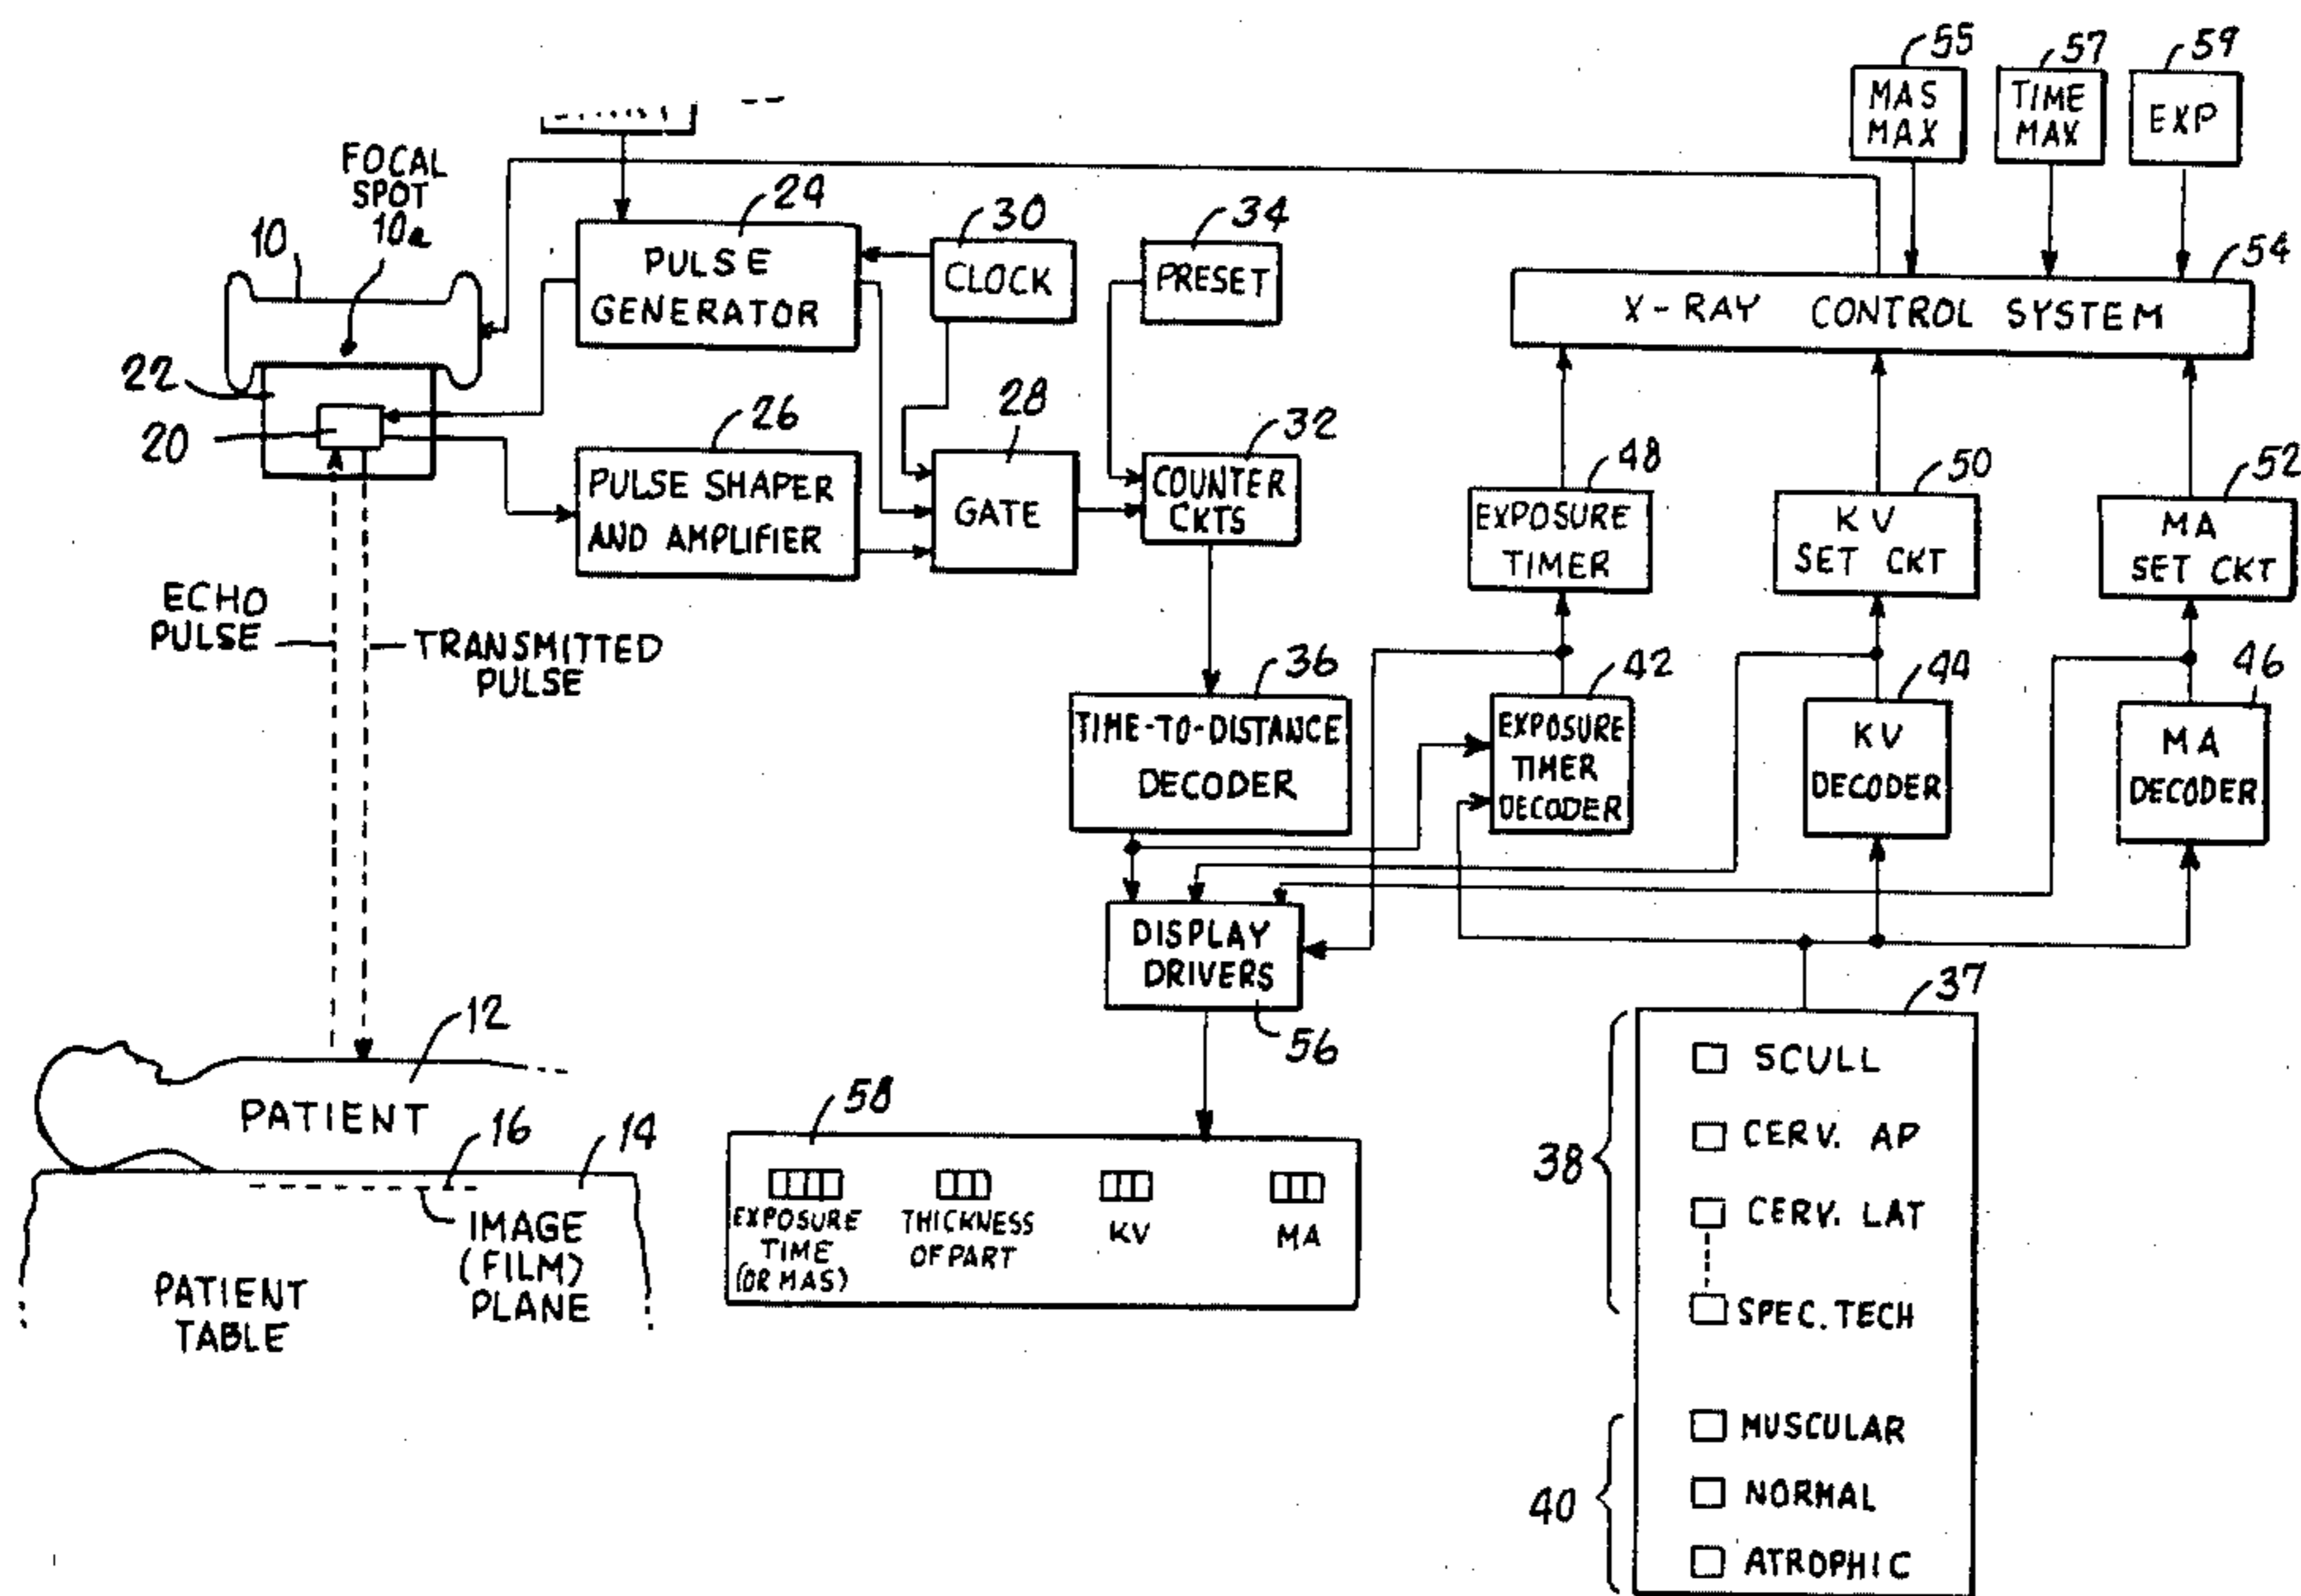 55
57
59
MAS
MAX
TIME
MAX
EXP
FOCAL
SPOT
10a
10
24
30
34
54
PULSE
GENERATOR
CLOCK
PRESET
X-RAY CONTROL SYSTEM
22
20
26
28
32
48
50
52
PULSE SHAPER
AND AMPLIFIER
GATE
COUNTER
CKTS
EXPOSURE
TIMER
KV
SET CKT
MA
SET CKT
ECHO
PULSE
TRANSMITTED
PULSE
36
42
44
46
TIME-TO-DISTANCE
DECODER
EXPOSURE
TIMER
DECODER
KV
DECODER
MA
DECODER
DISPLAY
DRIVERS
56
37
12
PATIENT
16
14
IMAGE
(FILM)
PLANE
PATIENT
TABLE
58
EXPOSURE
TIME
(OR MAS)
THICKNESS
OF PART
KV
MA
38
SCULL
CERV. AP
CERV. LAT
SPEC. TECH
40
MUSCULAR
NORMAL
ATROPHIC